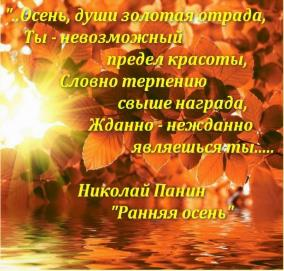 "..Осень, души золотая отрада,
Ты - невозможный
предел красоты,
Словно терпению
свыше награда,
Жданно - нежданно
являешься ты.....
Николай Панин
"Ранняя осень"